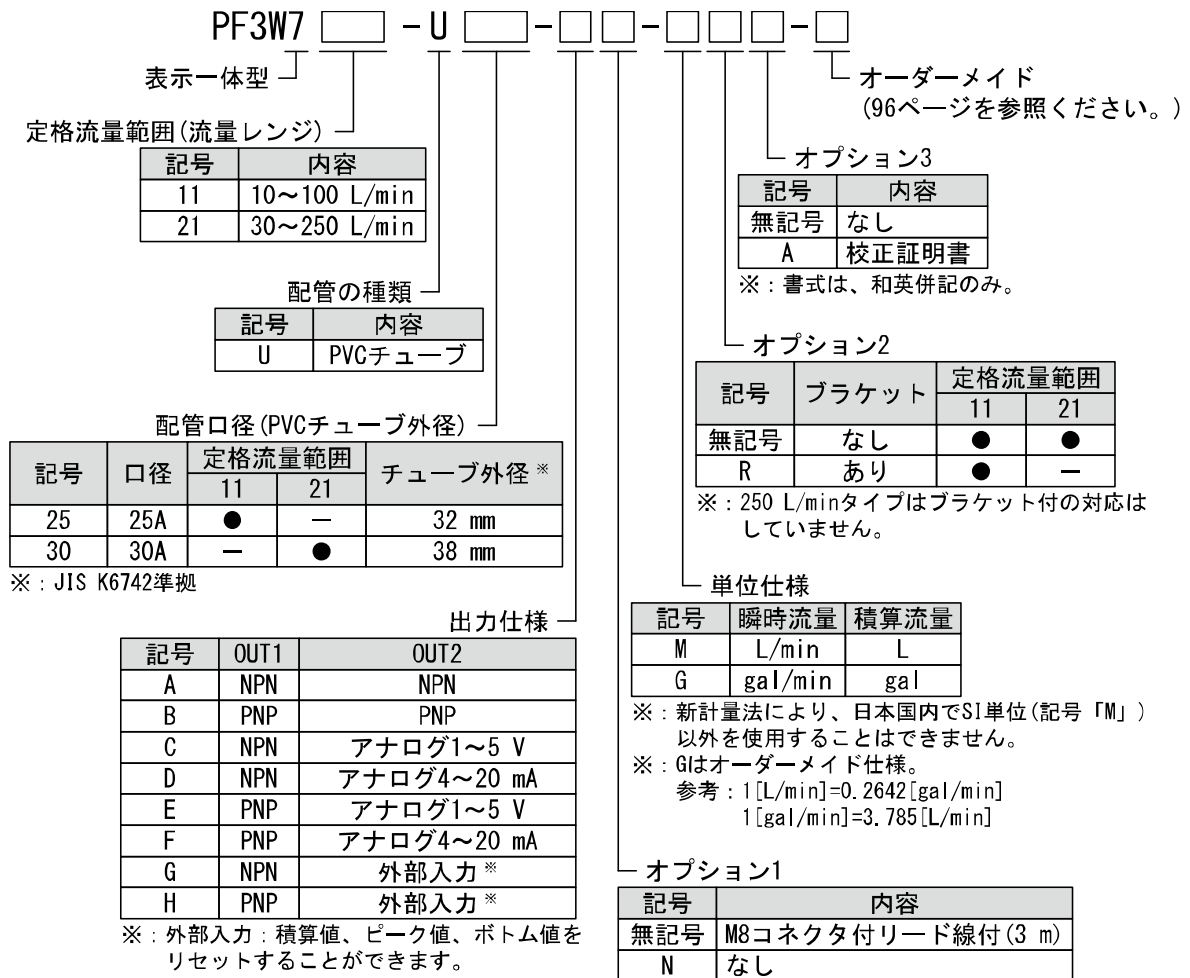 PF3W7 □ -U □ -□□-□□□-□
表示一体型
オーダーメイド
(96ページを参照ください。)
定格流量範囲(流量レンジ)
記号 内容
11 10～100 L/min
21 30～250 L/min
オプション3
記号 内容
無記号 なし
A 校正証明書
※：書式は、和英併記のみ。
配管の種類
記号 内容
U PVCチューブ
オプション2
記号 ブラケット 定格流量範囲
11 21
無記号 なし ● ●
R あり ● －
※：250 L/minタイプはブラケット付の対応は
していません。
配管口径(PVCチューブ外径)
記号 口径 定格流量範囲 チューブ外径※
11 21
25 25A ● － 32 mm
30 30A － ● 38 mm
※：JIS K6742準拠
単位仕様
記号 瞬時流量 積算流量
M L/min L
G gal/min gal
※：新計量法により、日本国内でSI単位(記号「M」)
以外を使用することはできません。
※：Gはオーダーメイド仕様。
参考：1[L/min]=0.2642[gal/min]
1[gal/min]=3.785[L/min]
出力仕様
記号 OUT1 OUT2
A NPN NPN
B PNP PNP
C NPN アナログ1～5 V
D NPN アナログ4～20 mA
E PNP アナログ1～5 V
F PNP アナログ4～20 mA
G NPN 外部入力※
H PNP 外部入力※
※：外部入力：積算値、ピーク値、ボトム値を
リセットすることができます。
オプション1
記号 内容
無記号 M8コネクタ付リード線付(3 m)
N なし